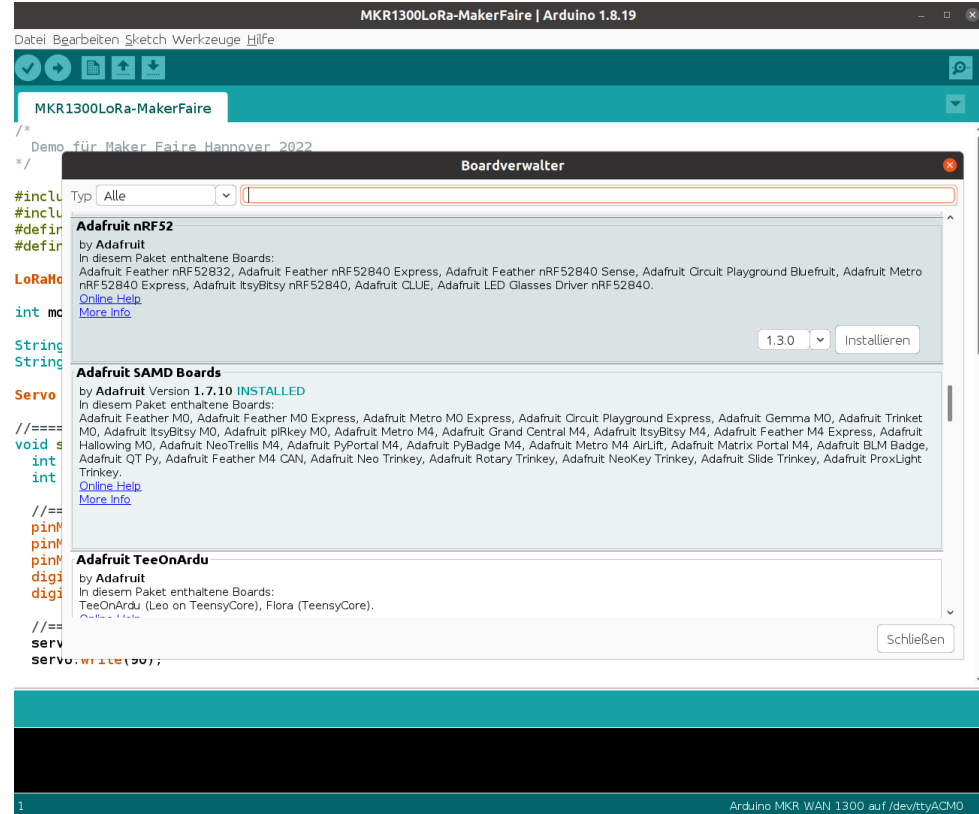 MKR1300LoRa-MakerFaire | Arduino 1.8.19
Datei Bearbeiten Sketch Werkzeuge Hilfe
MKR1300LoRa-MakerFaire
/*
Demo für Maker Faire Hannover 2022
*/
Boardverwalter
#inclu
Typ Alle
#inclu
#defin
#defin
Adafruit nRF52
by Adafruit
In diesem Paket enthaltene Boards:
Adafruit Feather nRF52832, Adafruit Feather nRF52840 Express, Adafruit Feather nRF52840 Sense, Adafruit Circuit Playground Bluefruit, Adafruit Metro
nRF52840 Express, Adafruit ItsyBitsy nRF52840, Adafruit CLUE, Adafruit LED Glasses Driver nRF52840.
Online Help
More Info
1.3.0 Installieren
LoRaMo
int mo
String
String
Servo
Adafruit SAMD Boards
by Adafruit Version 1.7.10 INSTALLED
In diesem Paket enthaltene Boards:
Adafruit Feather M0, Adafruit Feather M0 Express, Adafruit Metro M0 Express, Adafruit Circuit Playground Express, Adafruit Gemma M0, Adafruit Trinket
M0, Adafruit ItsyBitsy M0, Adafruit pIRkey M0, Adafruit Metro M4, Adafruit Grand Central M4, Adafruit ItsyBitsy M4, Adafruit Feather M4 Express, Adafruit
Hallowing M0, Adafruit NeoTrellis M4, Adafruit PyPortal M4, Adafruit PyBadge M4, Adafruit Metro M4 AirLift, Adafruit Matrix Portal M4, Adafruit BLM Badge,
Adafruit QT Py, Adafruit Feather M4 CAN, Adafruit Neo Trinkey, Adafruit Rotary Trinkey, Adafruit NeoKey Trinkey, Adafruit Slide Trinkey, Adafruit ProxLight
Trinkey.
Online Help
More Info
//====
void s
int
int
//==
pinM
pinM
pinM
digi
digi
Adafruit TeeOnArdu
by Adafruit
In diesem Paket enthaltene Boards:
TeeOnArdu (Leo on TeensyCore), Flora (TeensyCore).
Online Help
Schließen
//==
serv
servo.write(90);
1
Arduino MKR WAN 1300 auf /dev/ttyACM0